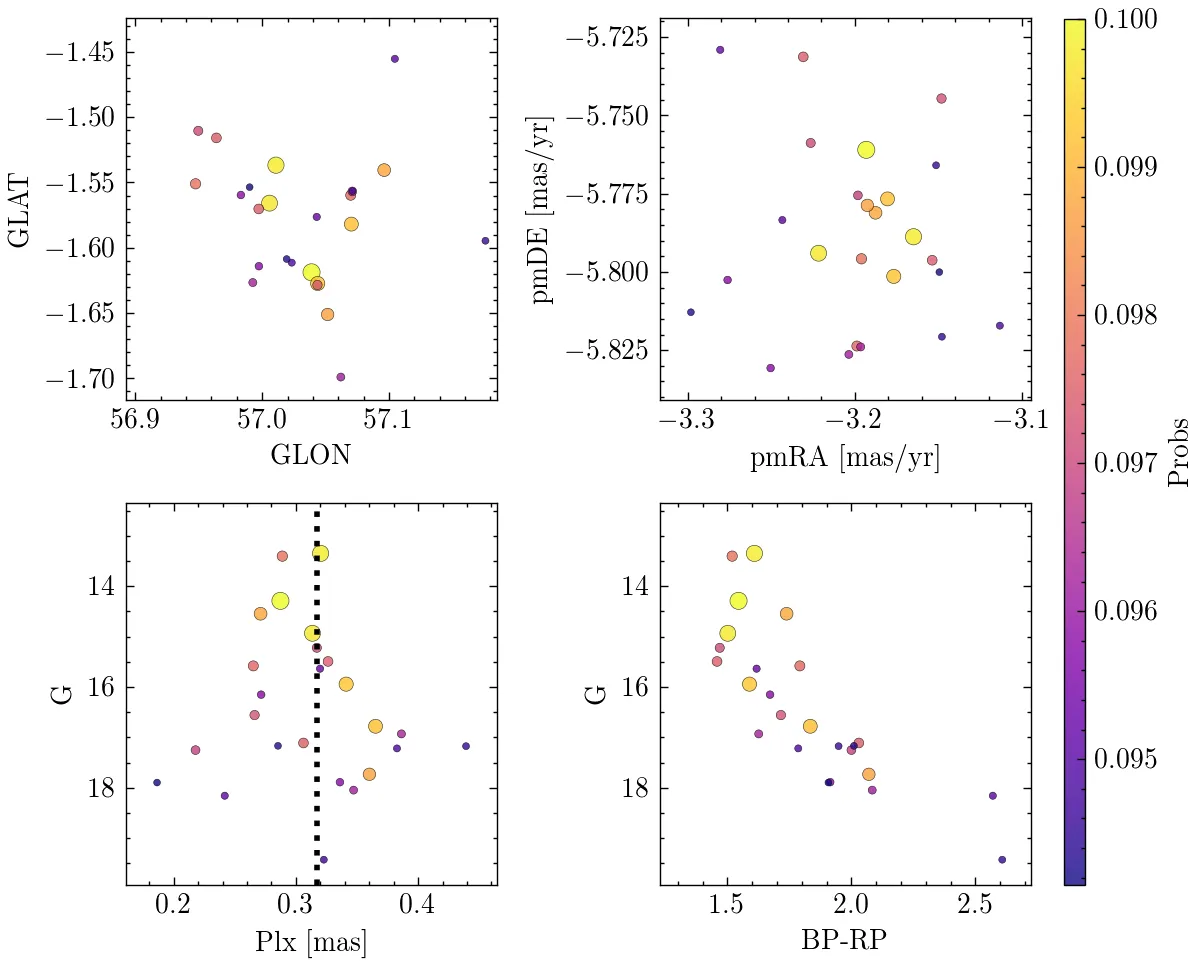 −1.45
−1.50
−1.55
−1.60
−1.65
−1.70
GLAT
56.9 57.0 57.1
GLON
−5.725
−5.750
−5.775
−5.800
−5.825
pmDE [mas/yr]
−3.3 −3.2 −3.1
pmRA [mas/yr]
14
16
18
G
0.2 0.3 0.4
Plx [mas]
14
16
18
G
1.5 2.0 2.5
BP-RP
0.100
0.099
0.098
0.097
0.096
0.095
Probs